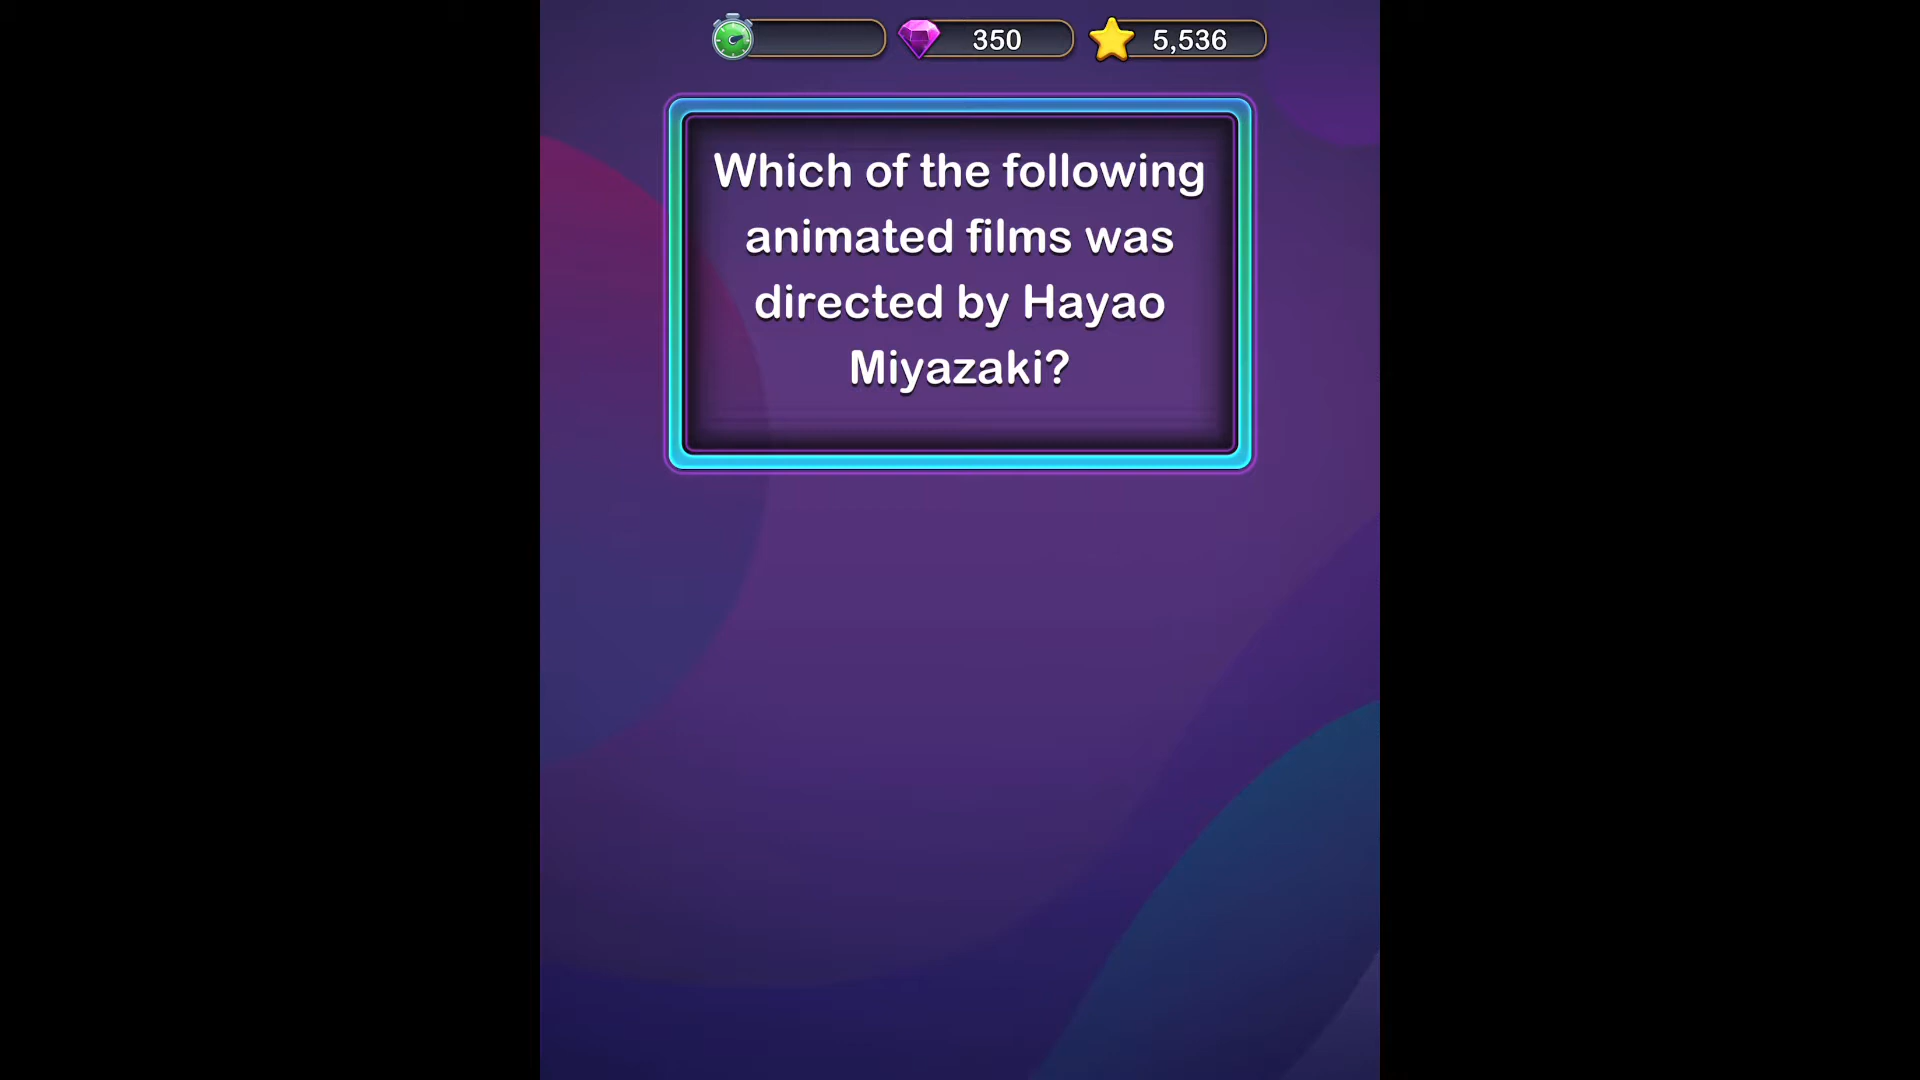 350
5,536
Which of the following
animated films was
directed by Hayao
Miyazaki?